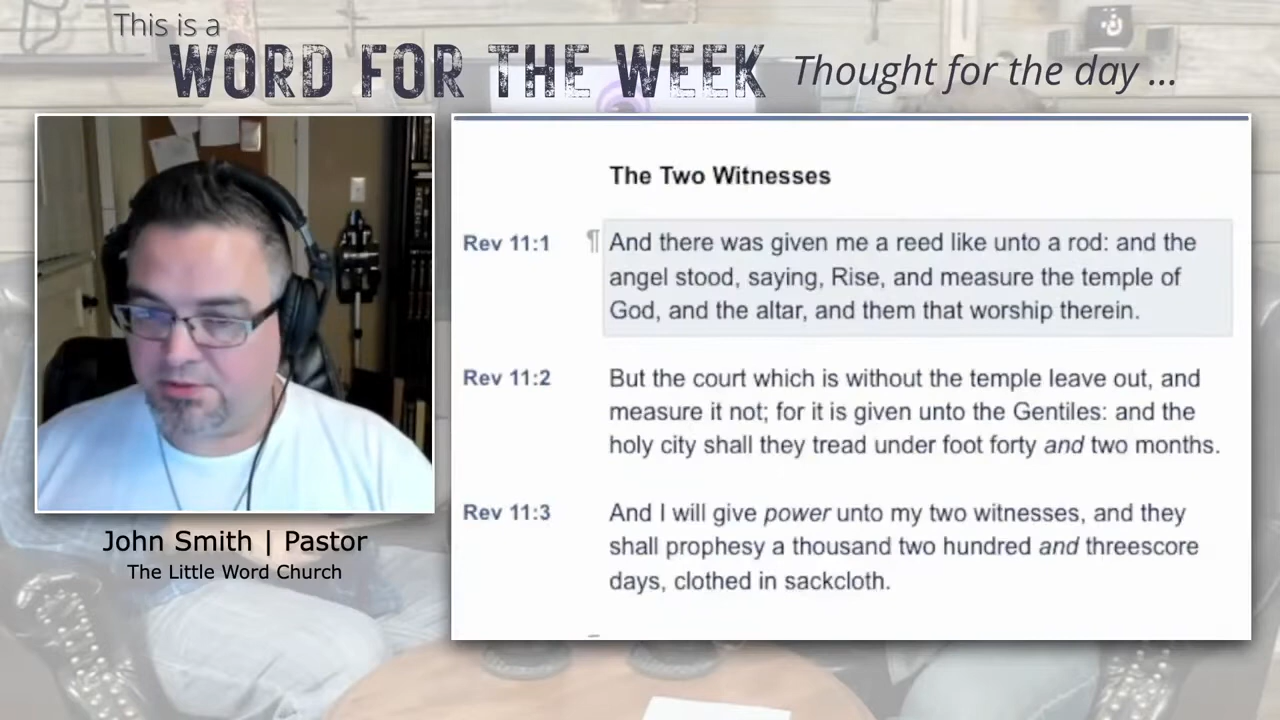 This is a
WORD FOR THE WEEK Thought for the day ...
The Two Witnesses
Rev 11:1 ¶ And there was given me a reed like unto a rod: and the
angel stood, saying, Rise, and measure the temple of
God, and the altar, and them that worship therein.
Rev 11:2 But the court which is without the temple leave out, and
measure it not; for it is given unto the Gentiles: and the
holy city shall they tread under foot forty and two months.
Rev 11:3 And I will give power unto my two witnesses, and they
shall prophesy a thousand two hundred and threescore
days, clothed in sackcloth.
John Smith | Pastor
The Little Word Church